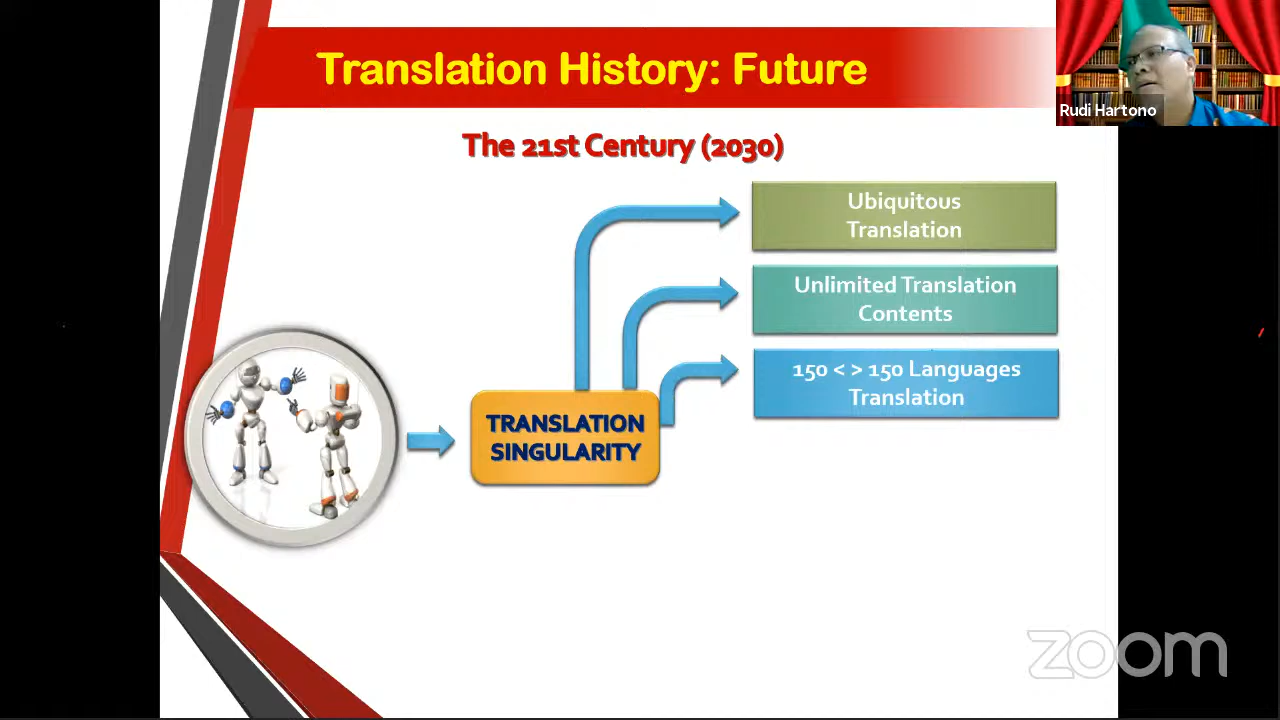 Translation History: Future
Rudi Hartono
The 21st Century (2030)
Ubiquitous
Translation
Unlimited Translation
Contents
150 < > 150 Languages
Translation
TRANSLATION
SINGULARITY
zoom